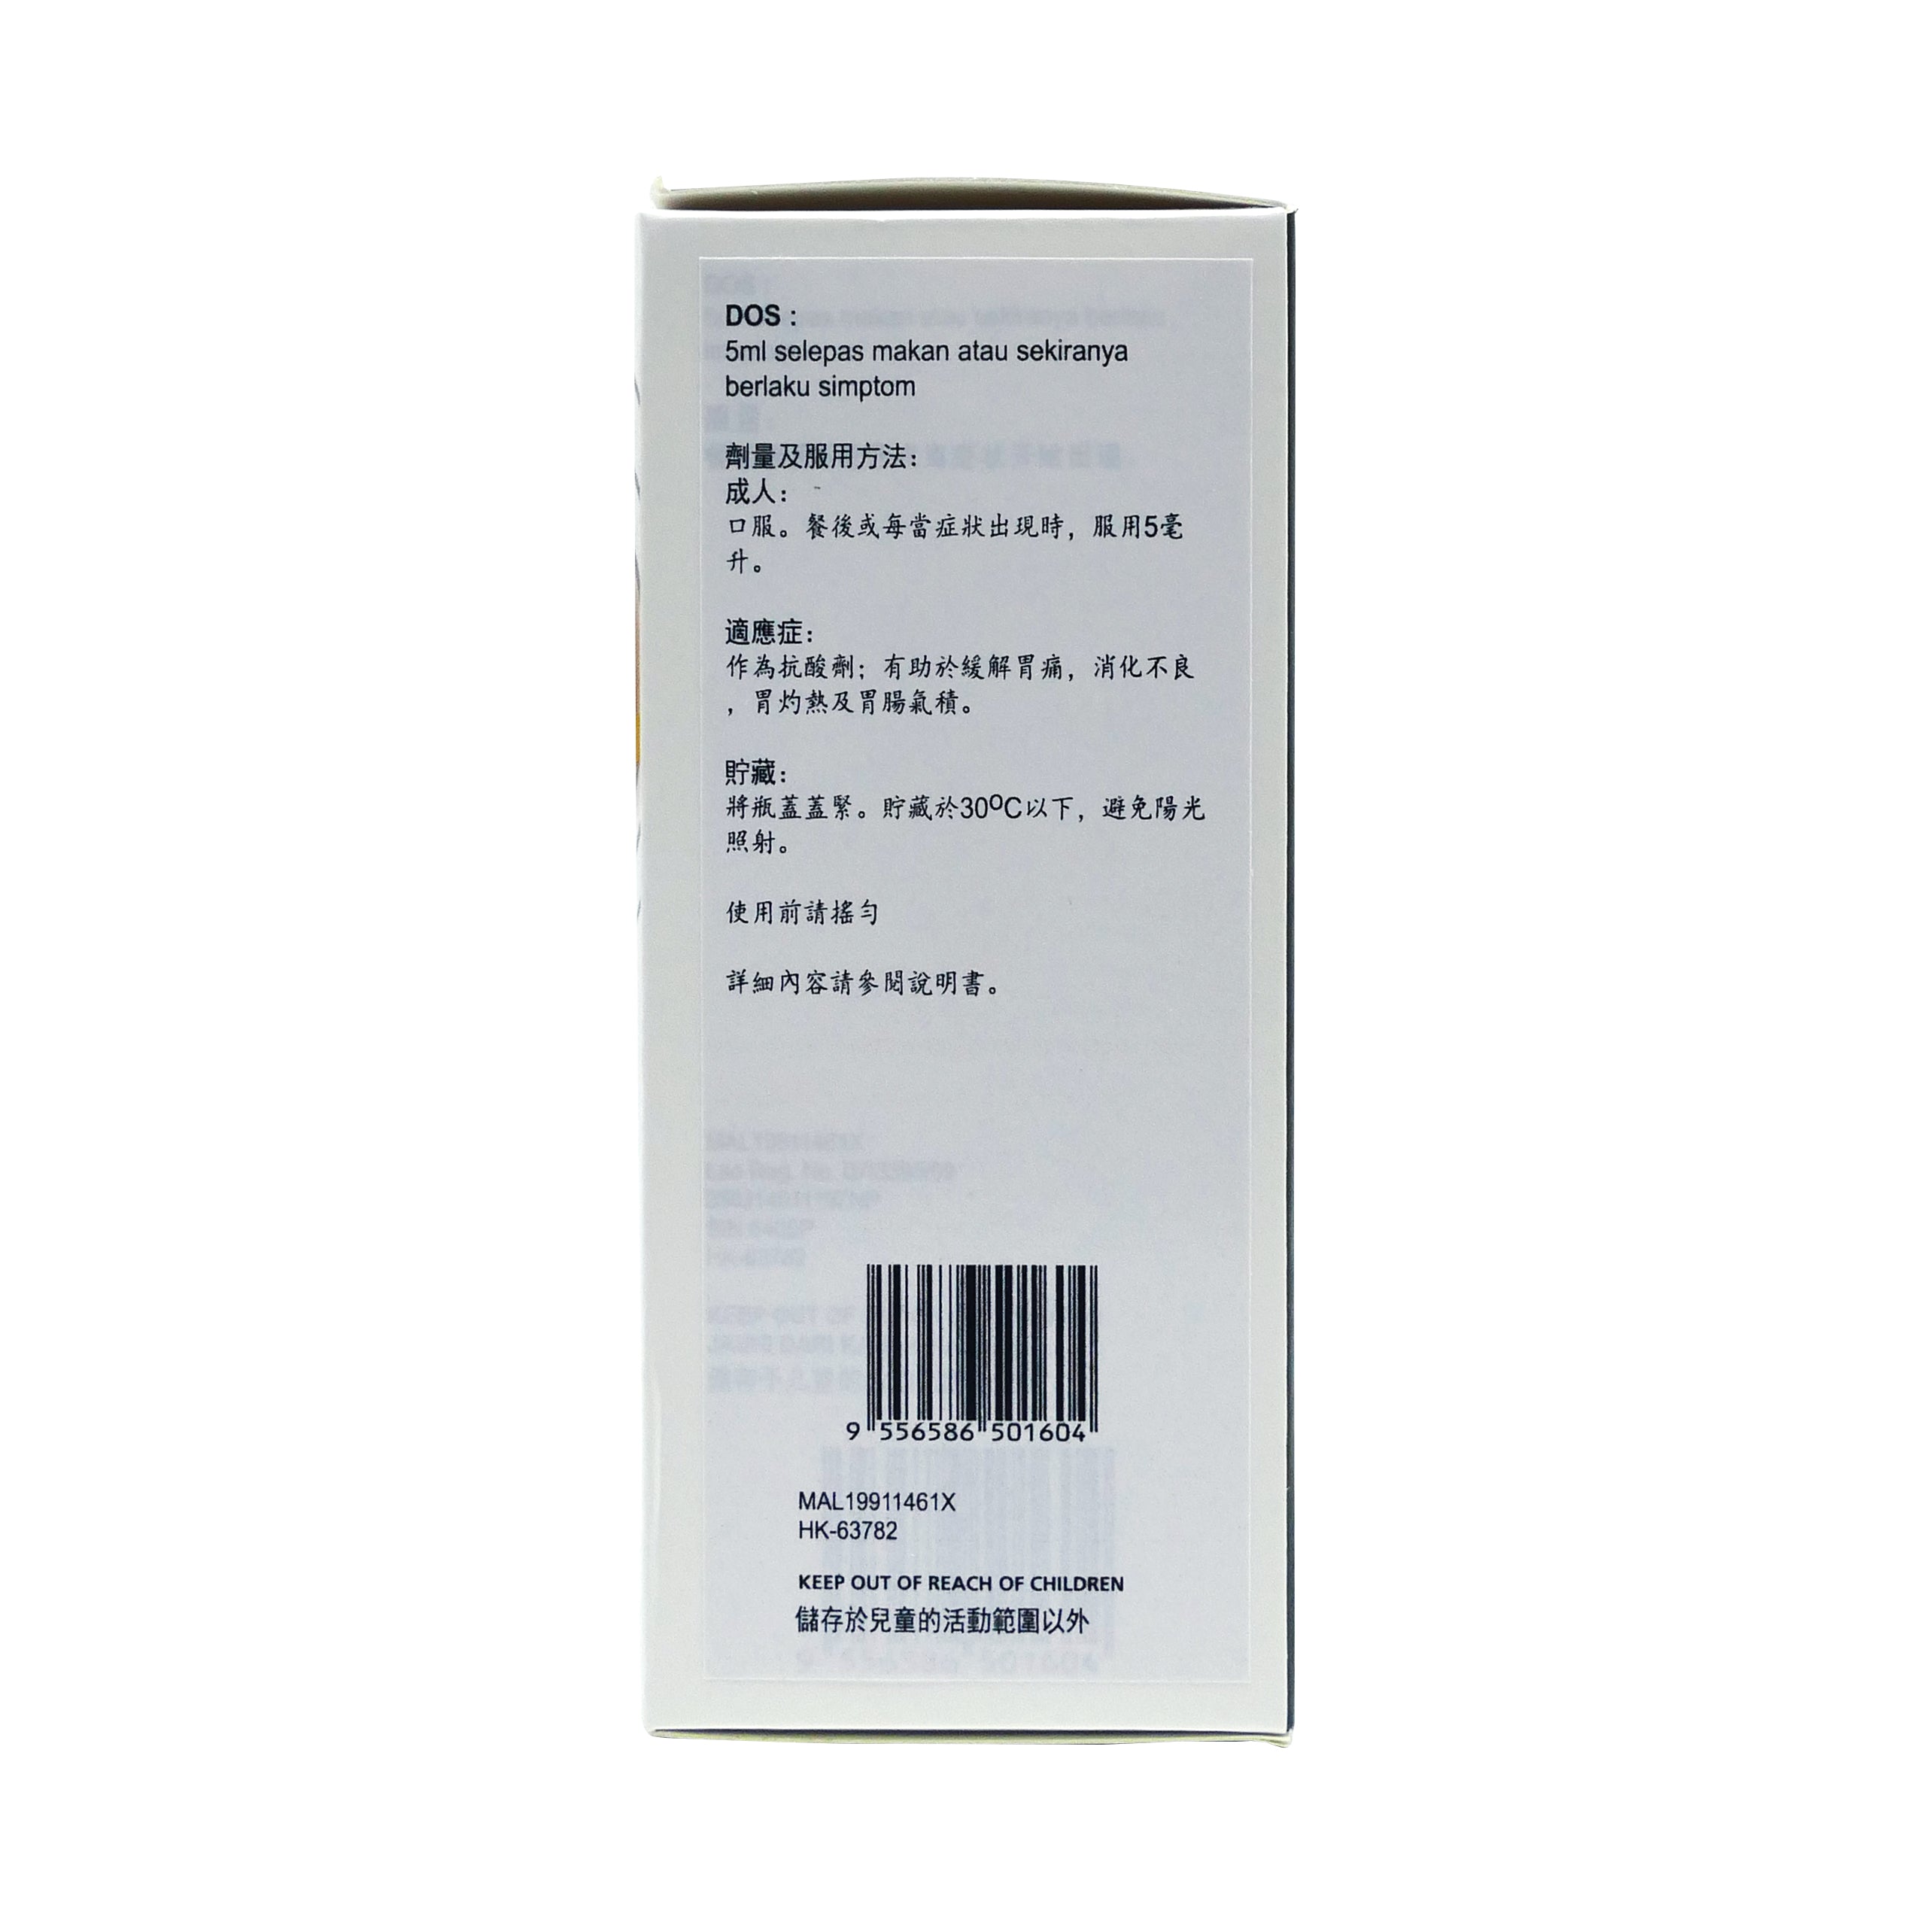 DOS :
5ml selepas makan atau sekiranya
berlaku simptom
劑量及服用方法：
成人：
口服。餐後或每當症狀出現時，服用5毫
升。
適應症：
作為抗酸劑；有助於緩解胃痛，消化不良
，胃灼熱及胃腸氣積。
貯藏：
將瓶蓋蓋緊。貯藏於30ºC以下，避免陽光
照射。
使用前請搖勻
詳細內容請參閱說明書。
9 556586 501604
MAL19911461X
HK-63782
KEEP OUT OF REACH OF CHILDREN
儲存於兒童的活動範圍以外